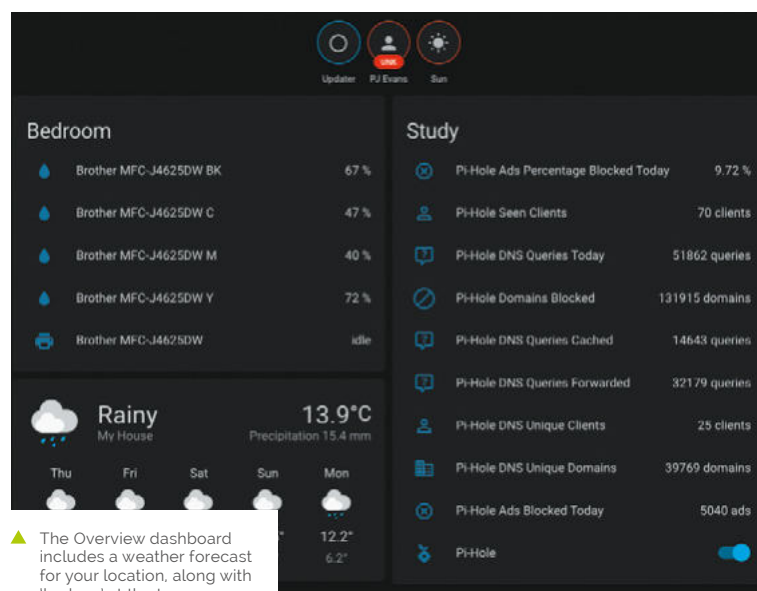 UNK
Updater PJ Evans Sun
Bedroom
Brother MFC-J4625DW BK 67 %
Brother MFC-J4625DW C 47 %
Brother MFC-J4625DW M 40 %
Brother MFC-J4625DW Y 72 %
Brother MFC-J4625DW idle
Rainy 13.9°C
My House Precipitation 15.4 mm
Thu Fri Sat Sun Mon
12.2°
6.2°
The Overview dashboard
includes a weather forecast
for your location, along with
Study
Pi-Hole Ads Percentage Blocked Today 9.72 %
Pi-Hole Seen Clients 70 clients
Pi-Hole DNS Queries Today 51862 queries
Pi-Hole Domains Blocked 131915 domains
Pi-Hole DNS Queries Cached 14643 queries
Pi-Hole DNS Queries Forwarded 32179 queries
Pi-Hole DNS Unique Clients 25 clients
Pi-Hole DNS Unique Domains 39769 domains
Pi-Hole Ads Blocked Today 5040 ads
Pi-Hole